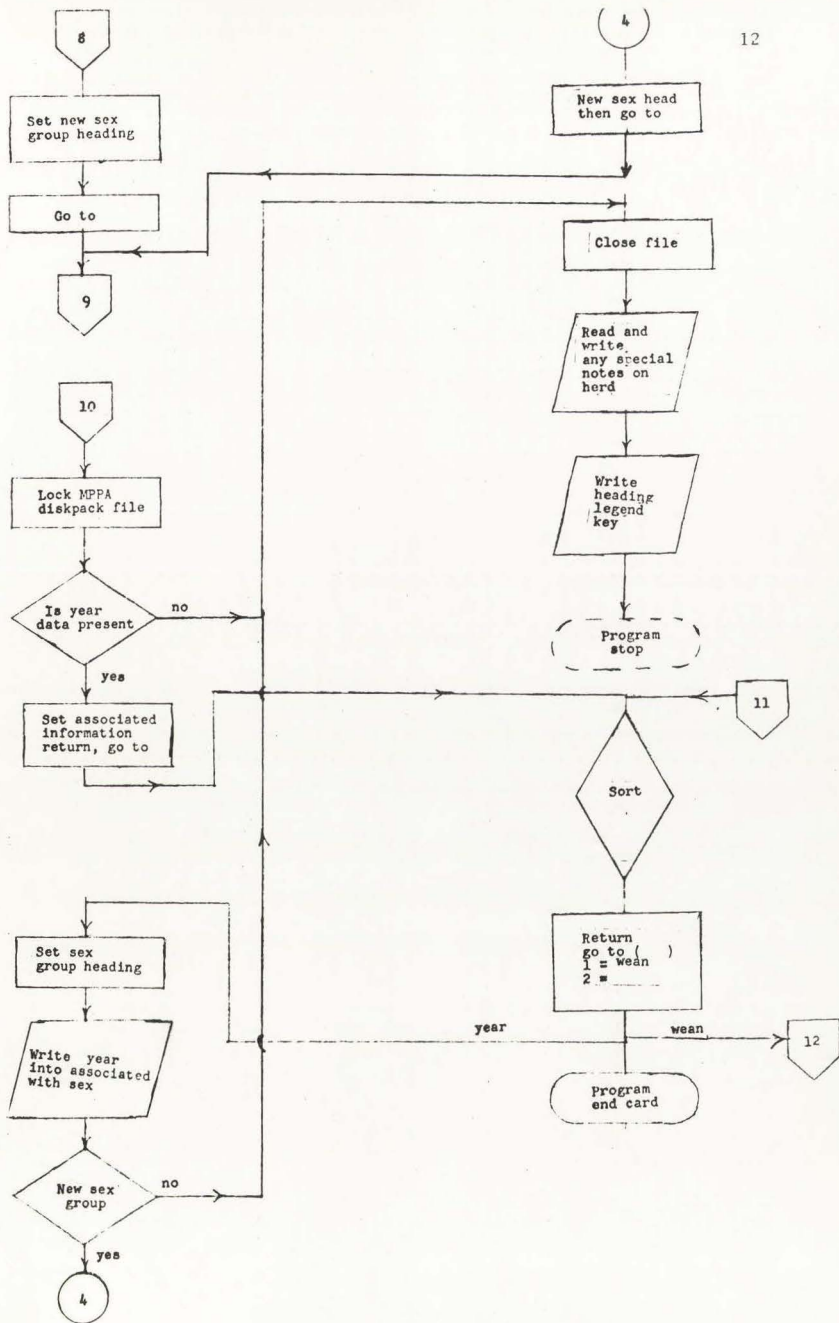 12
8
Set new sex
group heading
Go to
9
10
Lock MPPA
diskpack file
Is year
data present
no
yes
Set associated
information
return, go to
Set sex
group heading
Write year
into associated
with sex
New sex
group
no
yes
4
4
New sex head
then go to
Close file
Read and
write
any special
notes on
herd
Write
heading
legend
key
Program
stop
11
Sort
Return
go to (    )
1 = wean
2 =
year
wean
12
Program
end card